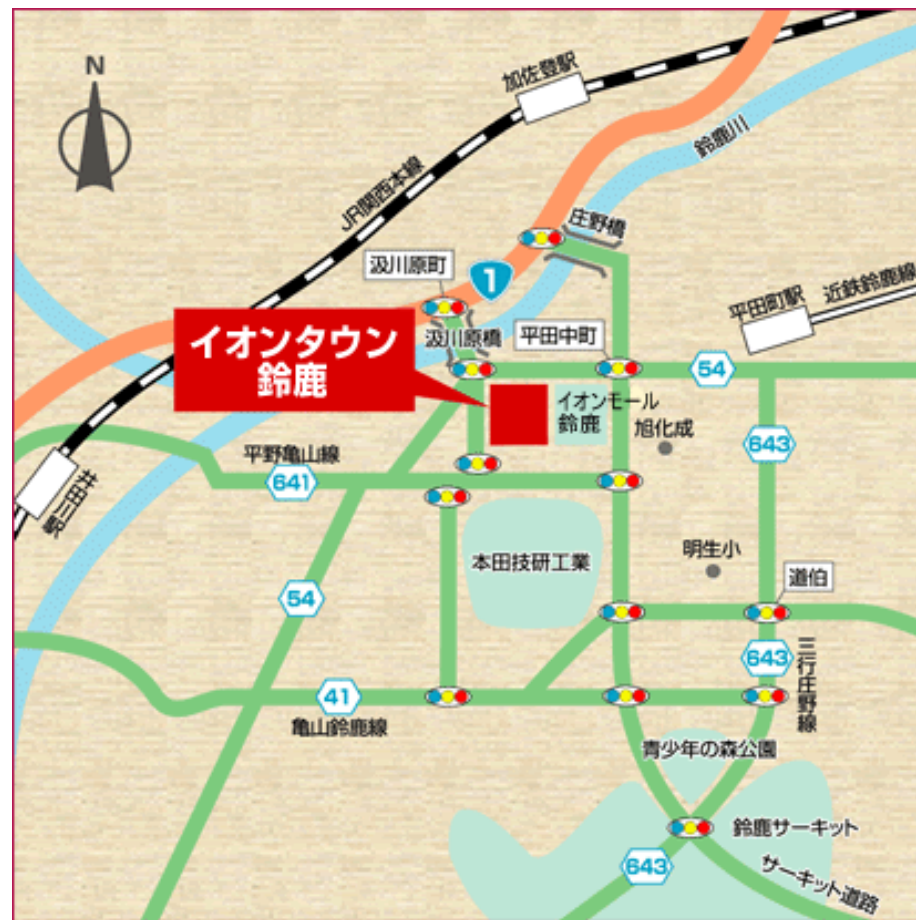 N
加佐登駅
鈴鹿川
JR関西本線
庄野橋
汲川原町
1
平田町駅
近鉄鈴鹿線
汲川原橋
平田中町
イオンタウン
鈴鹿
54
イオンモール
鈴鹿
旭化成
643
平野亀山線
641
井田川駅
本田技研工業
明生小
道伯
54
643
三行庄野線
41
亀山鈴鹿線
青少年の森公園
鈴鹿サーキット
643
サーキット道路